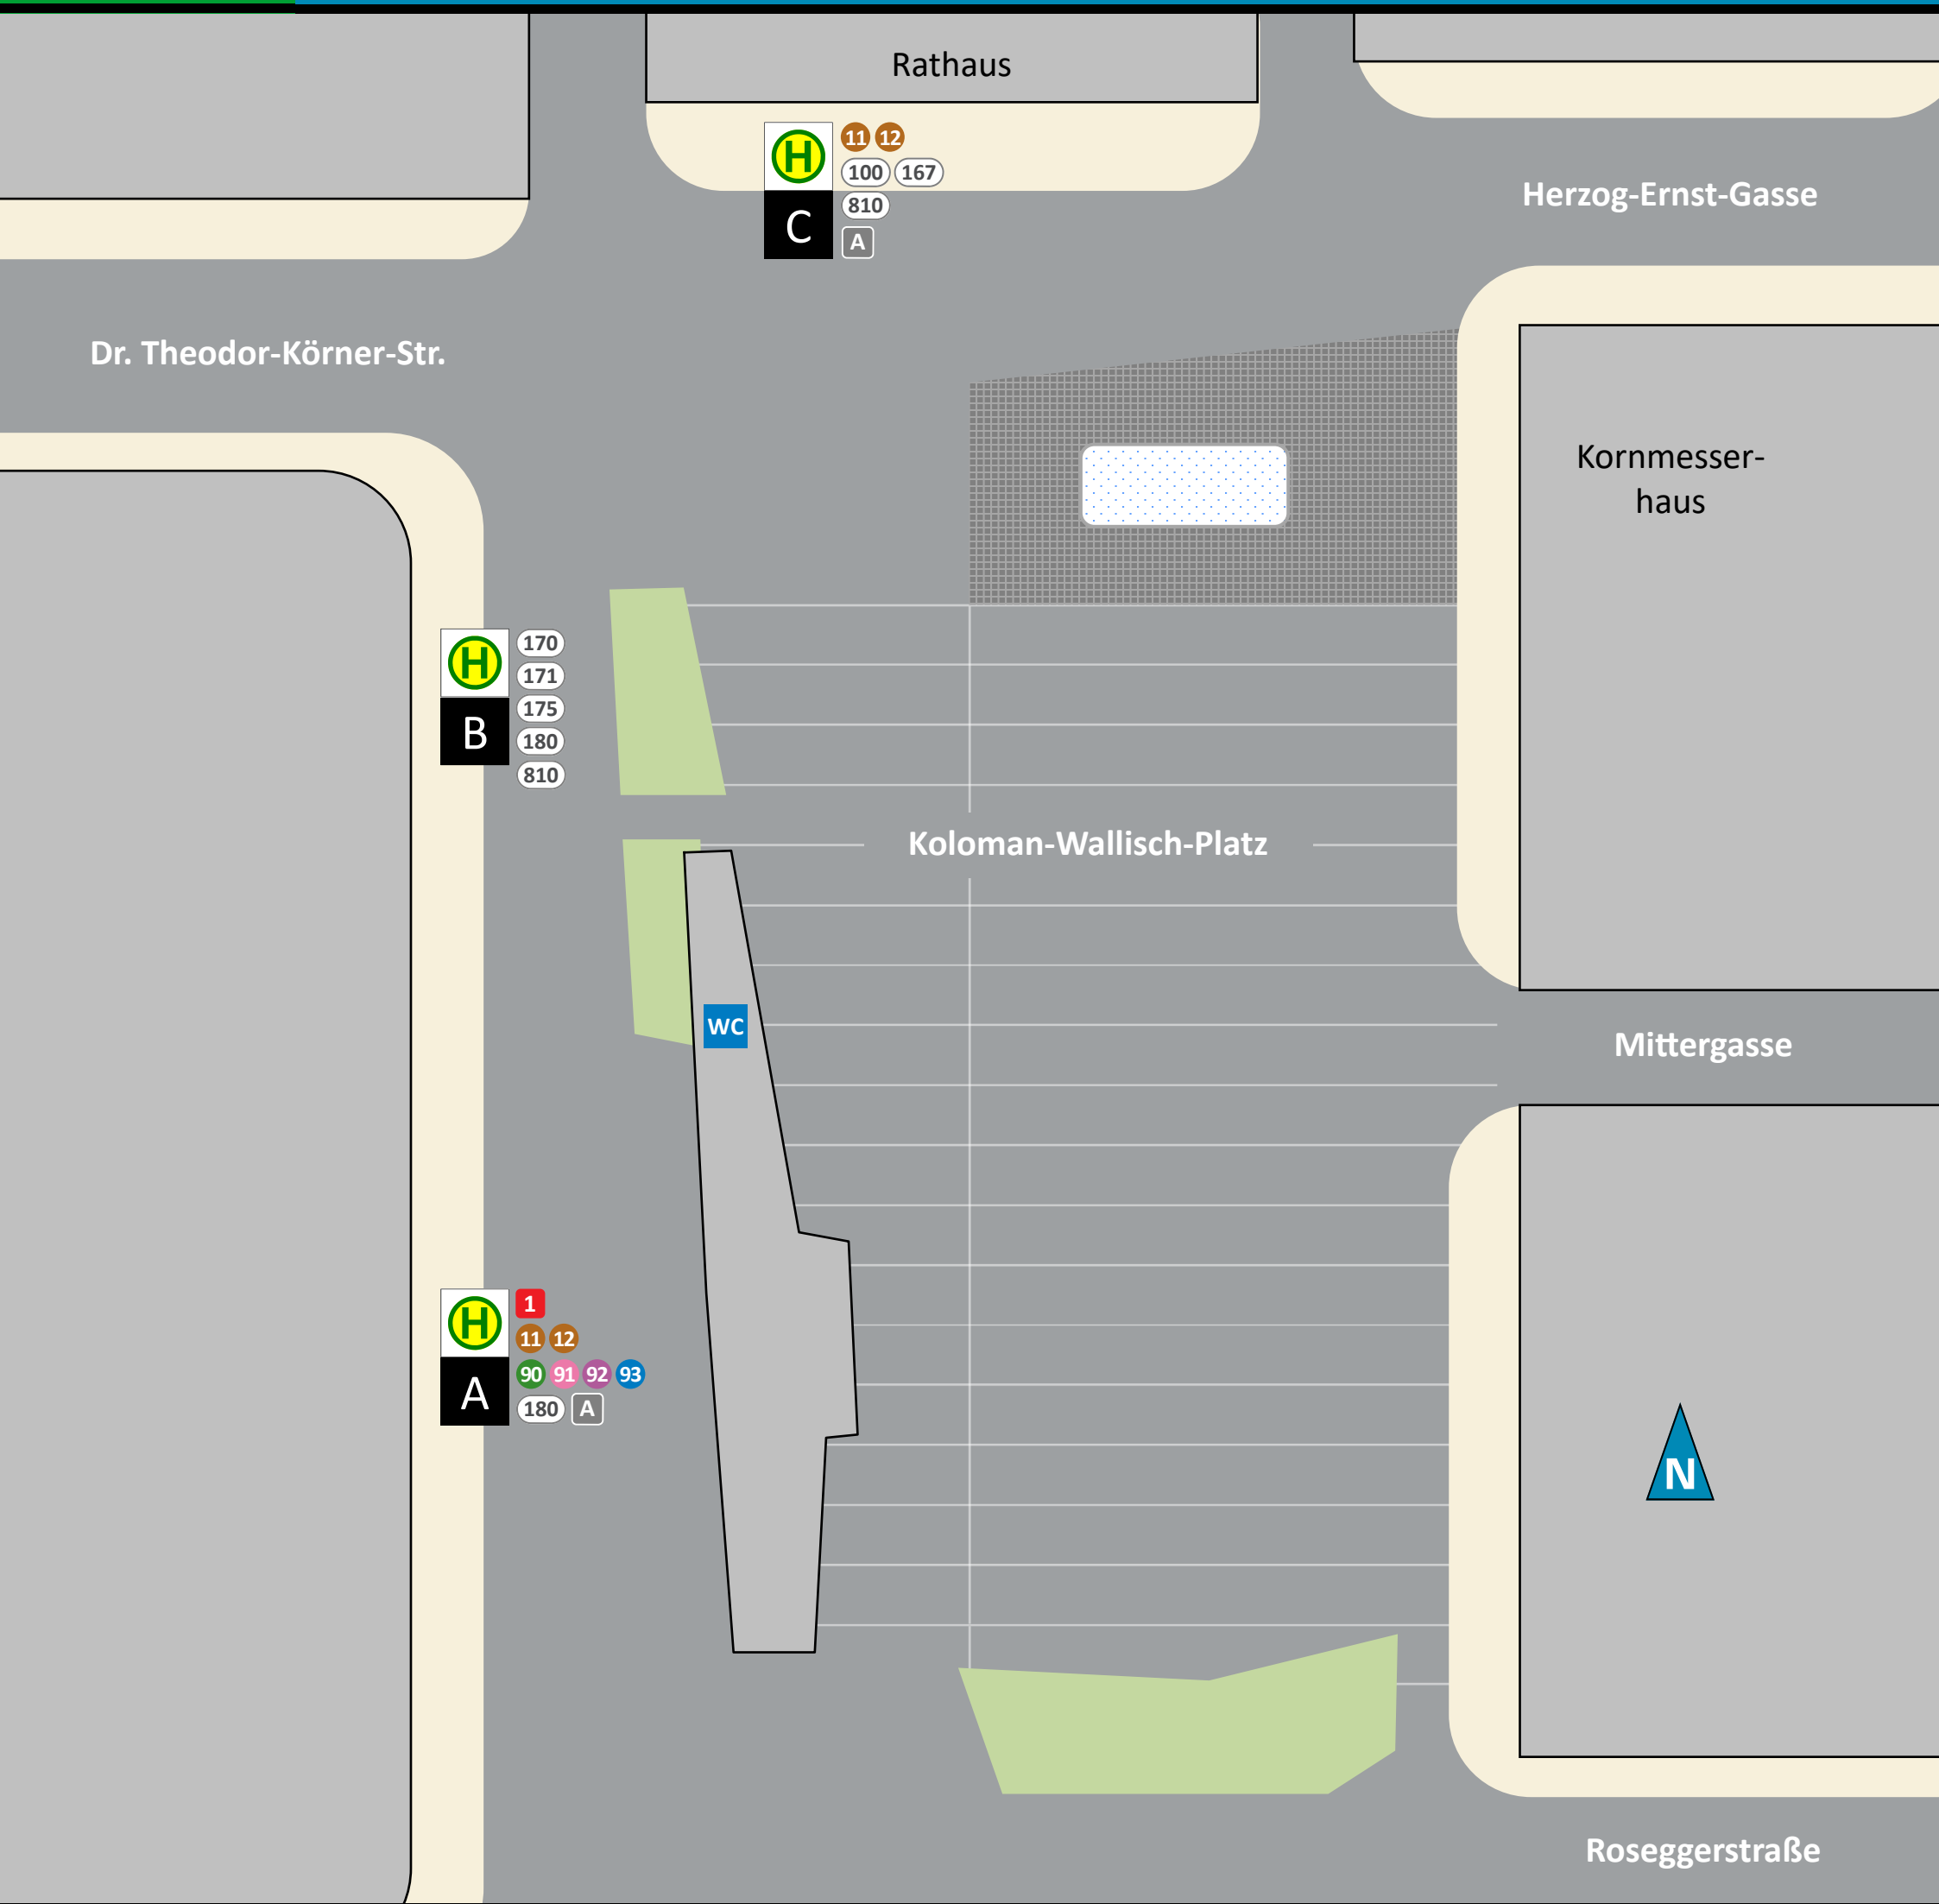 Rathaus
H
11 12
100 167
810
C
A
Herzog-Ernst-Gasse
Dr. Theodor-Körner-Str.
Kornmesser-
haus
H
B
170
171
175
180
810
Koloman-Wallisch-Platz
WC
Mittergasse
H
A
1
11 12
90 91 92 93
180 A
N
Roseggerstraße